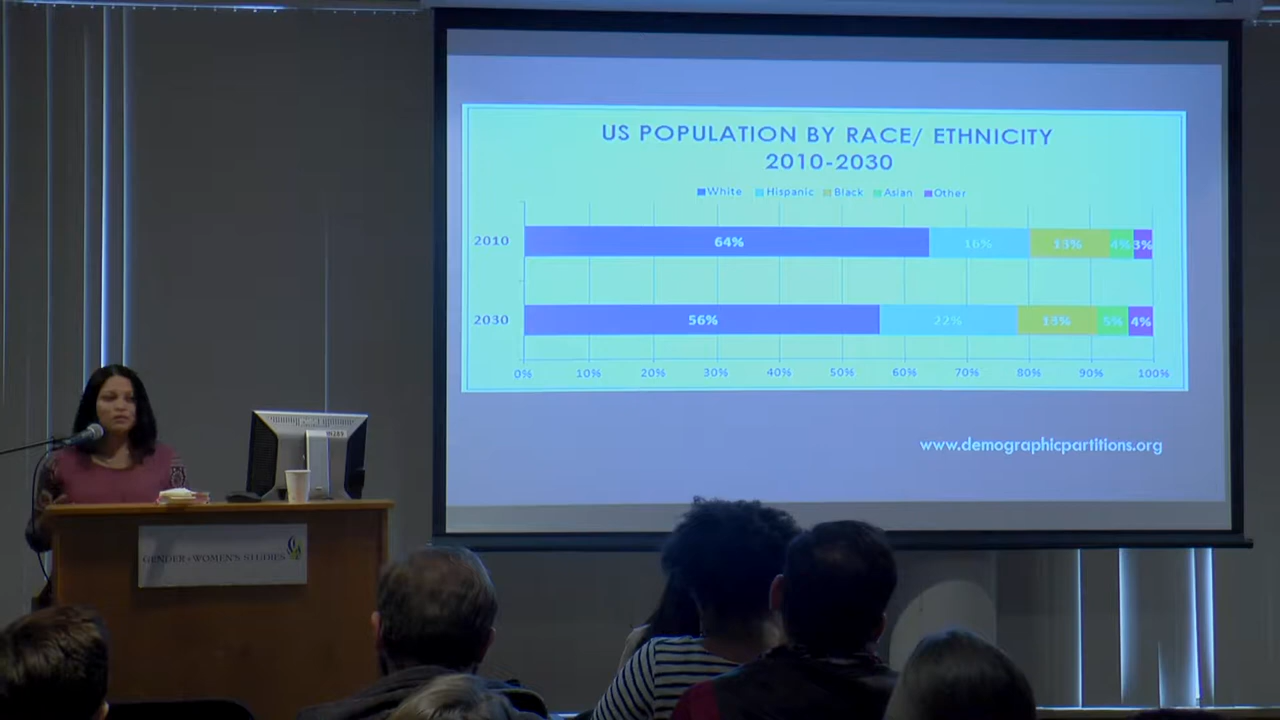 US POPULATION BY RACE/ ETHNICITY
2010-2030
White Hispanic Black Asian Other
2010 64% 16% 13% 4% 3%
2030 56% 22% 13% 5% 4%
0% 10% 20% 30% 40% 50% 60% 70% 80% 90% 100%
www.demographicpartitions.org
GENDER & WOMEN'S STUDIES